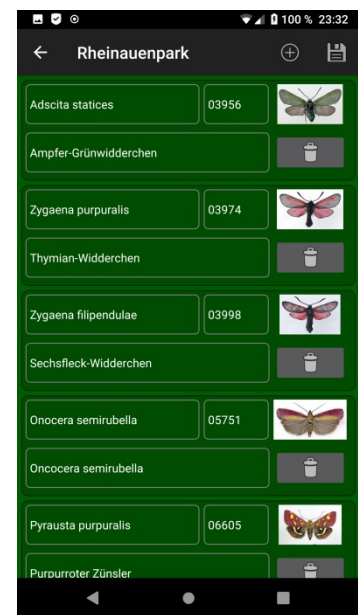 100 % 23:32
Rheinauenpark
Adscita statices 03956
Ampfer-Grünwidderchen
Zygaena purpuralis 03974
Thymian-Widderchen
Zygaena filipendulae 03998
Sechsfleck-Widderchen
Onocera semirubella 05751
Oncocera semirubella
Pyrausta purpuralis 06605
Purpurroter Zünsler